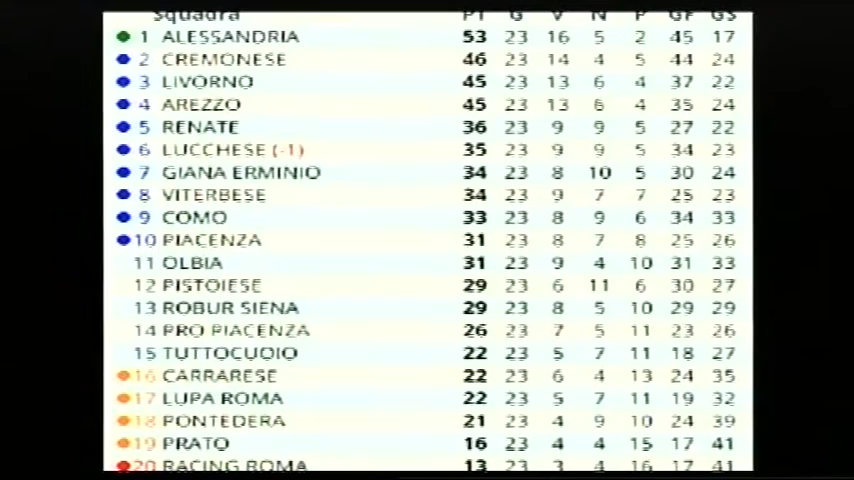 Squadra PT G V N P GF GS
1 ALESSANDRIA 53 23 16 5 2 45 17
2 CREMONESE 46 23 14 4 5 44 24
3 LIVORNO 45 23 13 6 4 37 22
4 AREZZO 45 23 13 6 4 35 24
5 RENATE 36 23 9 9 5 27 22
6 LUCCHESE (-1) 35 23 9 9 5 34 23
7 GIANA ERMINIO 34 23 8 10 5 30 24
8 VITERBESE 34 23 9 7 7 25 23
9 COMO 33 23 8 9 6 34 33
10 PIACENZA 31 23 8 7 8 25 26
11 OLBIA 31 23 9 4 10 31 33
12 PISTOIESE 29 23 6 11 6 30 27
13 ROBUR SIENA 29 23 8 5 10 29 29
14 PRO PIACENZA 26 23 7 5 11 23 26
15 TUTTOCUOIO 22 23 5 7 11 18 27
16 CARRARESE 22 23 6 4 13 24 35
17 LUPA ROMA 22 23 5 7 11 19 32
18 PONTEDERA 21 23 4 9 10 24 39
19 PRATO 16 23 4 4 15 17 41
20 RACING ROMA 13 23 3 4 16 17 41